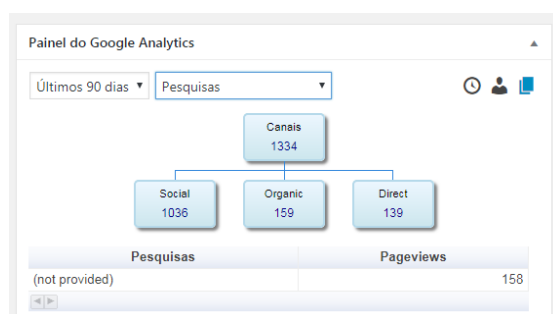 Painel do Google Analytics
Últimos 90 dias Pesquisas
Canais
1334
Social Organic Direct
1036 159 139
Pesquisas Pageviews
(not provided) 158